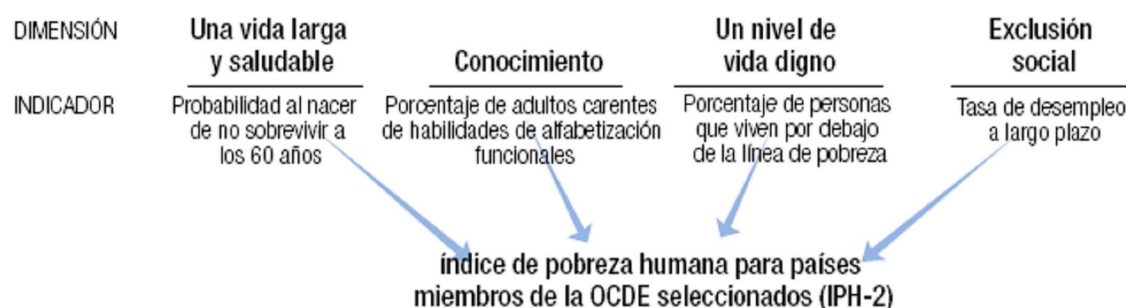 DIMENSIÓN
Una vida larga
y saludable
Conocimiento
Un nivel de
vida digno
Exclusión
social
INDICADOR
Probabilidad al nacer
de no sobrevivir a
los 60 años
Porcentaje de adultos carentes
de habilidades de alfabetización
funcionales
Porcentaje de personas
que viven por debajo
de la línea de pobreza
Tasa de desempleo
a largo plazo
índice de pobreza humana para países
miembros de la OCDE seleccionados (IPH-2)